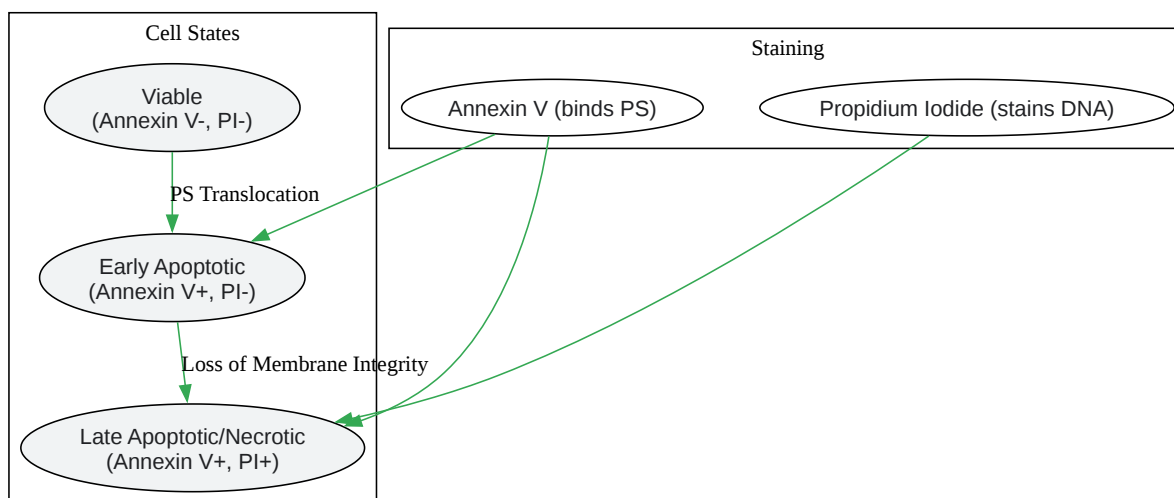 Cell States
Viable
(Annexin V-, PI-)
PS Translocation
Early Apoptotic
(Annexin V+, PI-)
Loss of Membrane Integrity
Late Apoptotic/Necrotic
(Annexin V+, PI+)
Staining
Annexin V (binds PS)
Propidium Iodide (stains DNA)